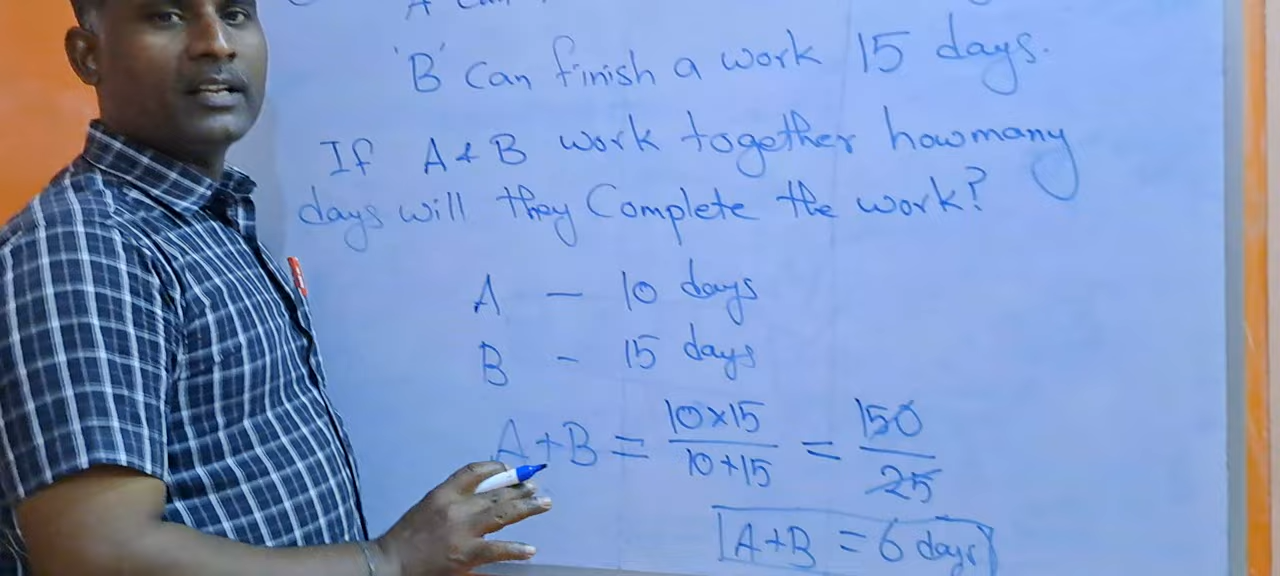 'B' Can finish a work 15 days.
If A & B work together howmany
days will they Complete the work?
A — 10 days
B - 15 days
A+B = 10×15 / 10+15 = 150 / 25
A+B = 6 days